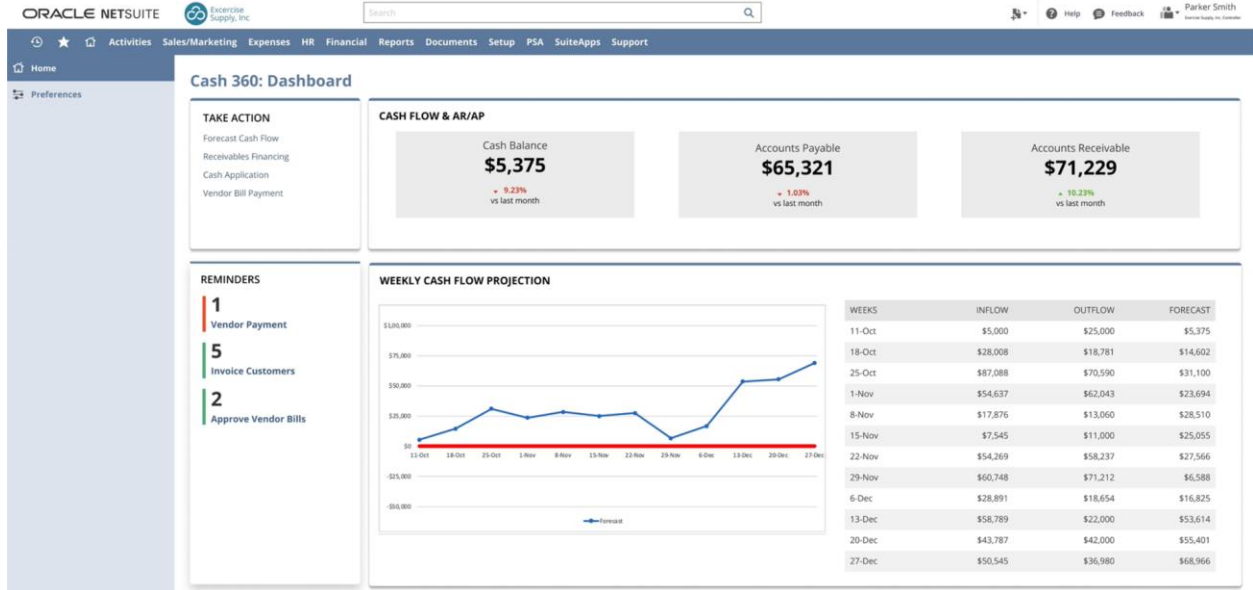 ORACLE NETSUITE
Excercise
Supply, Inc
Search
Help
Feedback
Parker Smith
Exercise Supply, Inc. Controller
Activities Sales/Marketing Expenses HR Financial Reports Documents Setup PSA SuiteApps Support
Home
Preferences
Cash 360: Dashboard
TAKE ACTION
Forecast Cash Flow
Receivables Financing
Cash Application
Vendor Bill Payment
CASH FLOW & AR/AP
Cash Balance
$5,375
9.23%
vs last month
Accounts Payable
$65,321
1.03%
vs last month
Accounts Receivable
$71,229
10.23%
vs last month
REMINDERS
1
Vendor Payment
5
Invoice Customers
2
Approve Vendor Bills
WEEKLY CASH FLOW PROJECTION
$1,00,000
$75,000
$50,000
$25,000
$0
-$25,000
-$50,000
11-Oct 18-Oct 25-Oct 1-Nov 8-Nov 15-Nov 22-Nov 29-Nov 6-Dec 13-Dec 20-Dec 27-Dec
Forecast
WEEKS INFLOW OUTFLOW FORECAST
11-Oct $5,000 $25,000 $5,375
18-Oct $28,008 $18,781 $14,602
25-Oct $87,088 $70,590 $31,100
1-Nov $54,637 $62,043 $23,694
8-Nov $17,876 $13,060 $28,510
15-Nov $7,545 $11,000 $25,055
22-Nov $54,269 $58,237 $27,566
29-Nov $60,748 $71,212 $6,588
6-Dec $28,891 $18,654 $16,825
13-Dec $58,789 $22,000 $53,614
20-Dec $43,787 $42,000 $55,401
27-Dec $50,545 $36,980 $68,966